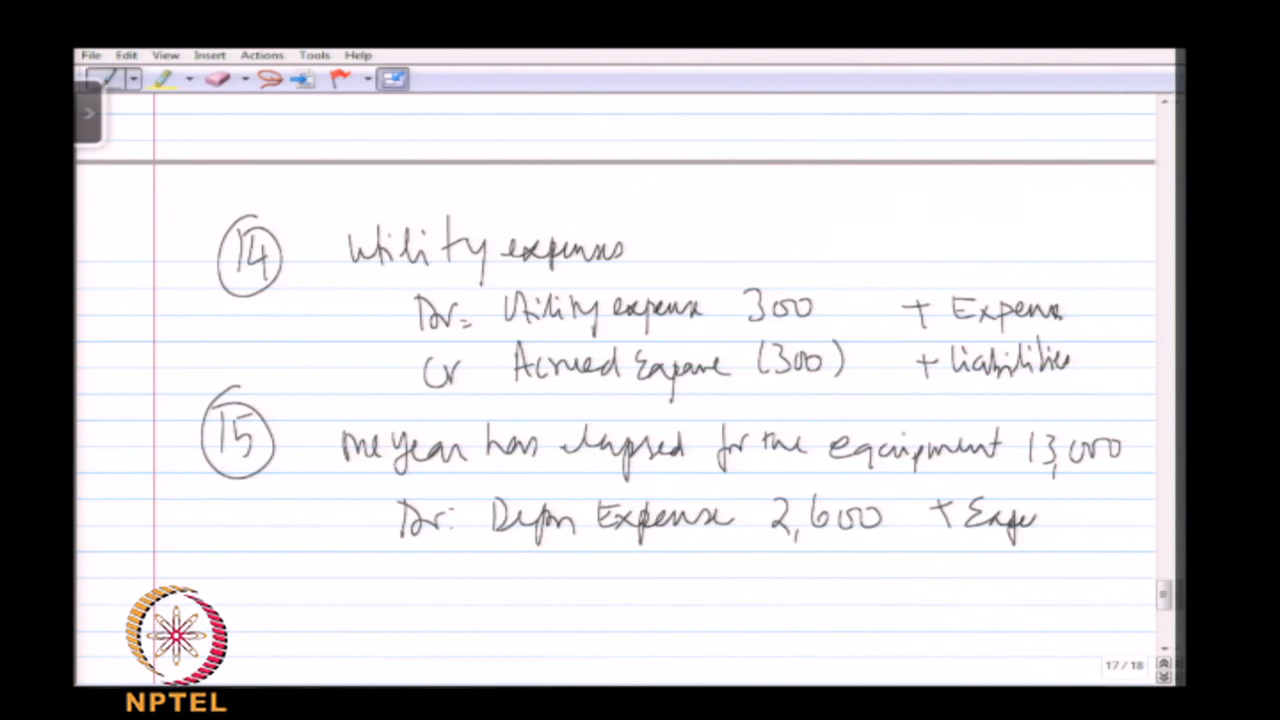 File Edit View Insert Actions Tools Help
14 Utility expenses
Dr: Utility expense 300 + Expense
Cr Accrued Expense (300) + liabilities
15 One year has elapsed for the equipment 13,000
Dr: Depn Expense 2,600 + Expe
17 / 18
NPTEL